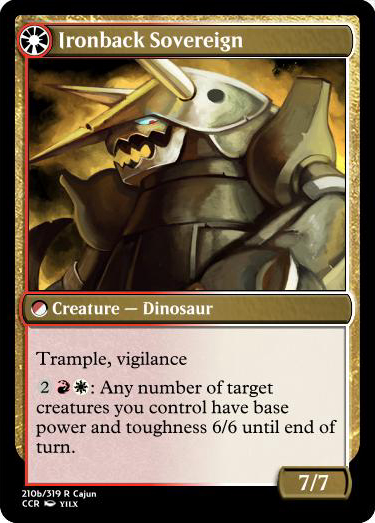 Ironback Sovereign
Creature — Dinosaur
Trample, vigilance
2 : Any number of target
creatures you control have base
power and toughness 6/6 until end of
turn.
7/7
210b/319 R Cajun
CCR YILX